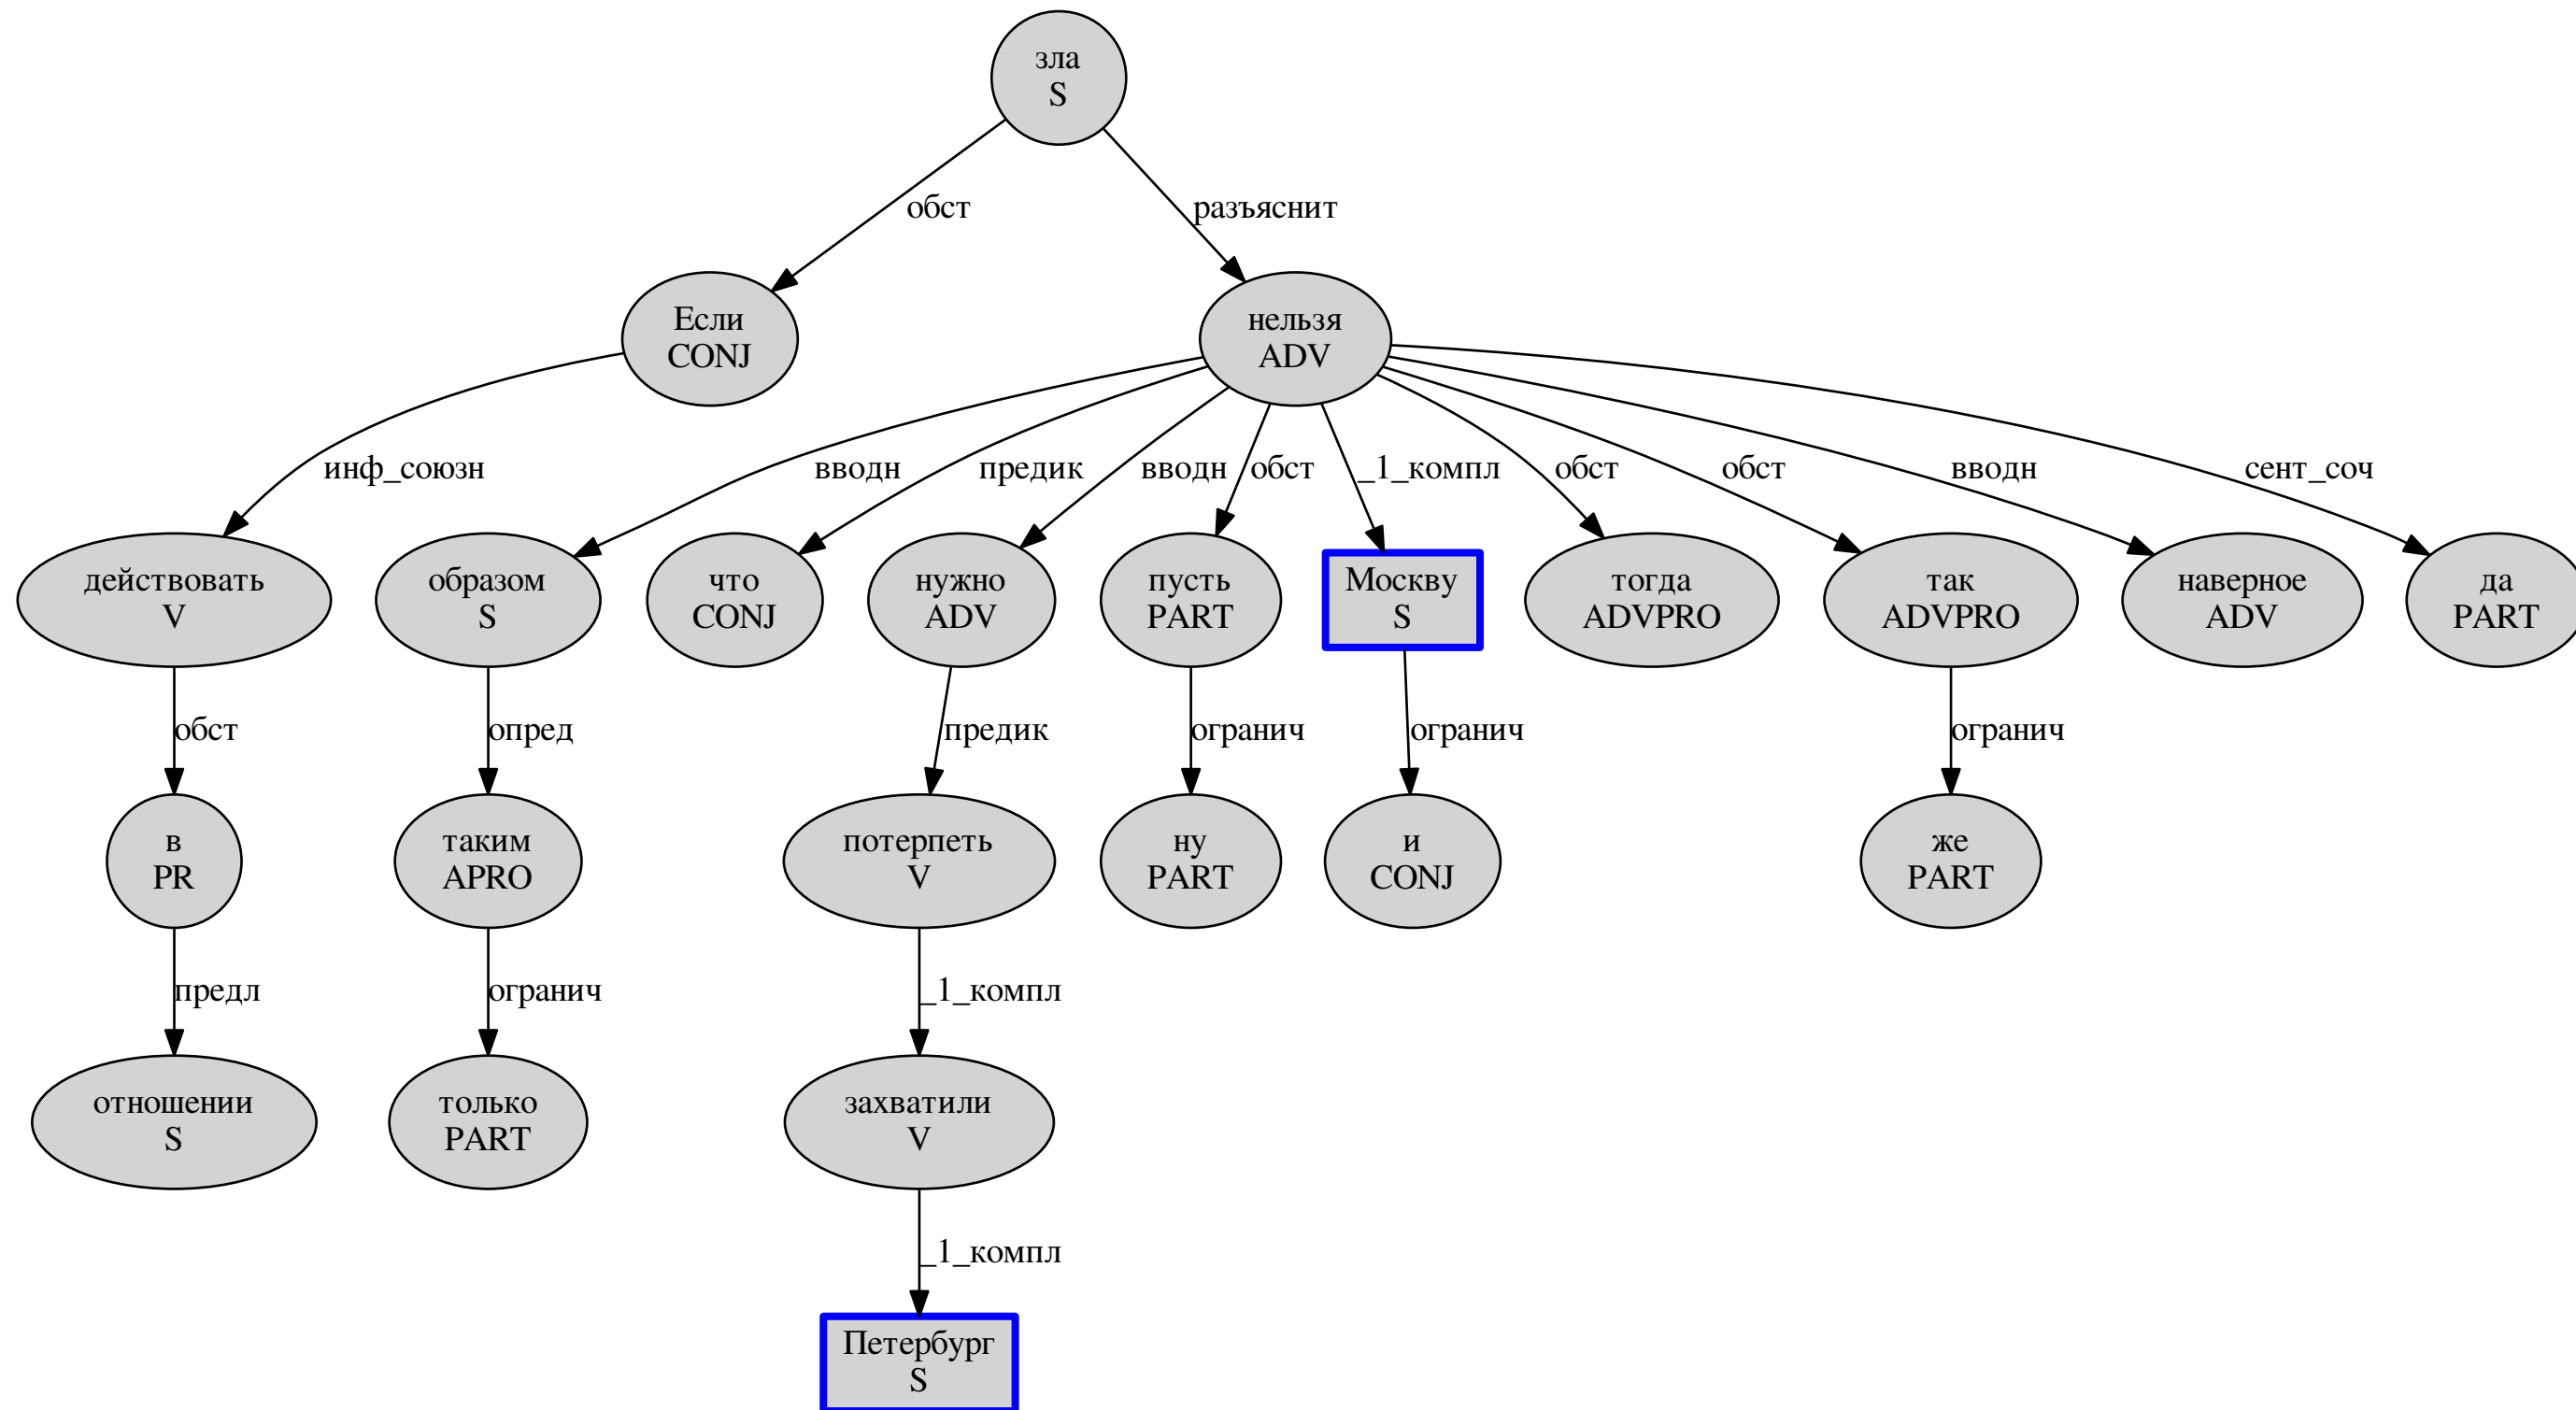 зла
S
обст
разъяснит
Если
CONJ
нельзя
ADV
инф_союзн
вводн
предик
вводн
обст
_1_компл
обст
обст
вводн
сент_соч
действовать
V
образом
S
что
CONJ
нужно
ADV
пусть
PART
Москву
S
тогда
ADVPRO
так
ADVPRO
наверное
ADV
да
PART
обст
опред
предик
огранич
огранич
огранич
в
PR
таким
APRO
потерпеть
V
ну
PART
и
CONJ
же
PART
предл
огранич
_1_компл
отношении
S
только
PART
захватили
V
_1_компл
Петербург
S